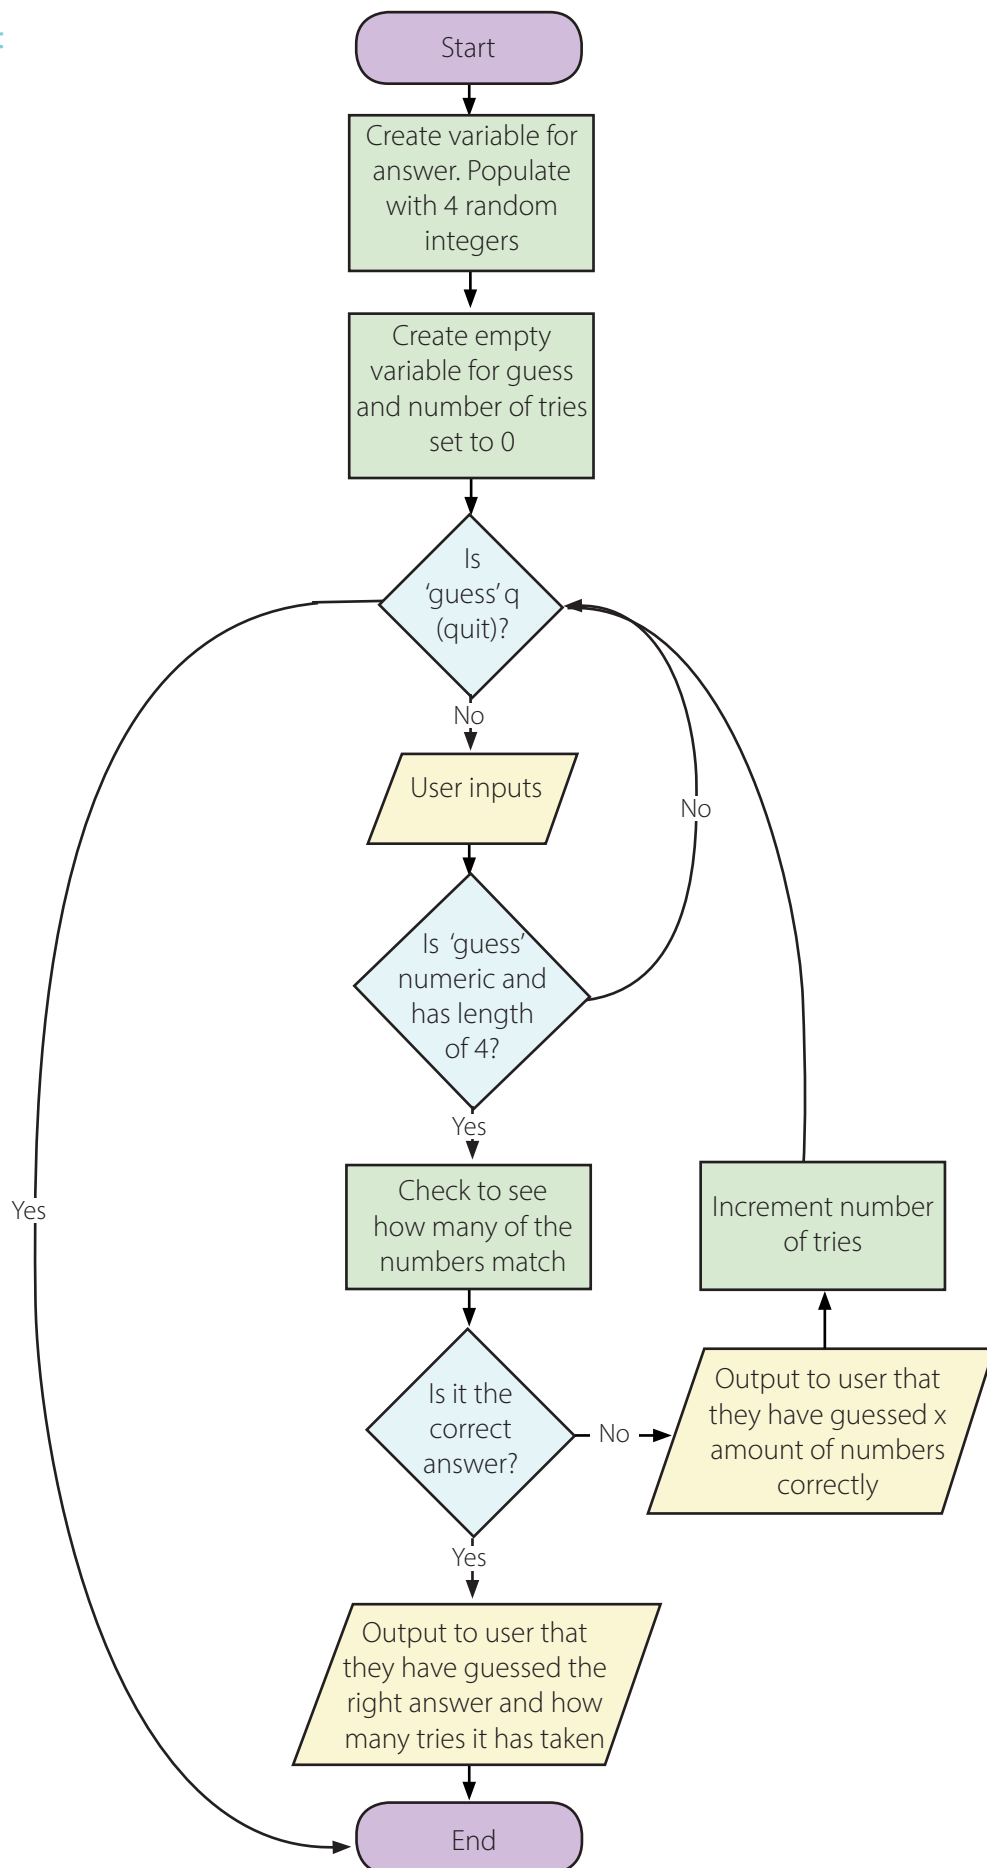 Start
Create variable for
answer. Populate
with 4 random
integers
Create empty
variable for guess
and number of tries
set to 0
Is
‘guess’ q
(quit)?
No
User inputs
No
Is ‘guess’
numeric and
has length
of 4?
Yes
Yes
Check to see
how many of the
numbers match
Increment number
of tries
Is it the
correct
answer?
No
Output to user that
they have guessed x
amount of numbers
correctly
Yes
Output to user that
they have guessed the
right answer and how
many tries it has taken
End